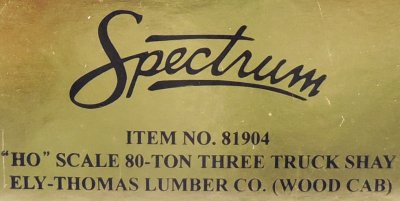 Spectrum
ITEM NO. 81904
"HO" SCALE 80-TON THREE TRUCK SHAY
ELY-THOMAS LUMBER CO. (WOOD CAB)